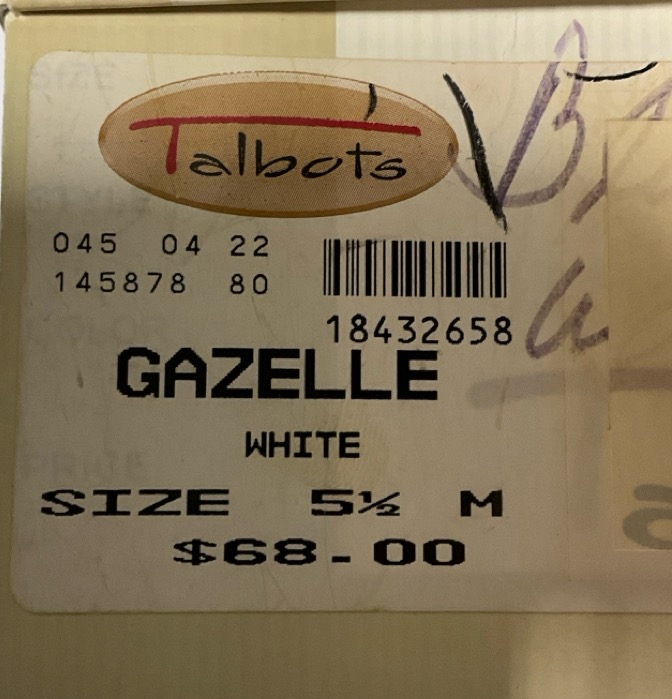 Talbots
045 04 22
145878 80
18432658
GAZELLE
WHITE
SIZE 5½ M
$68.00